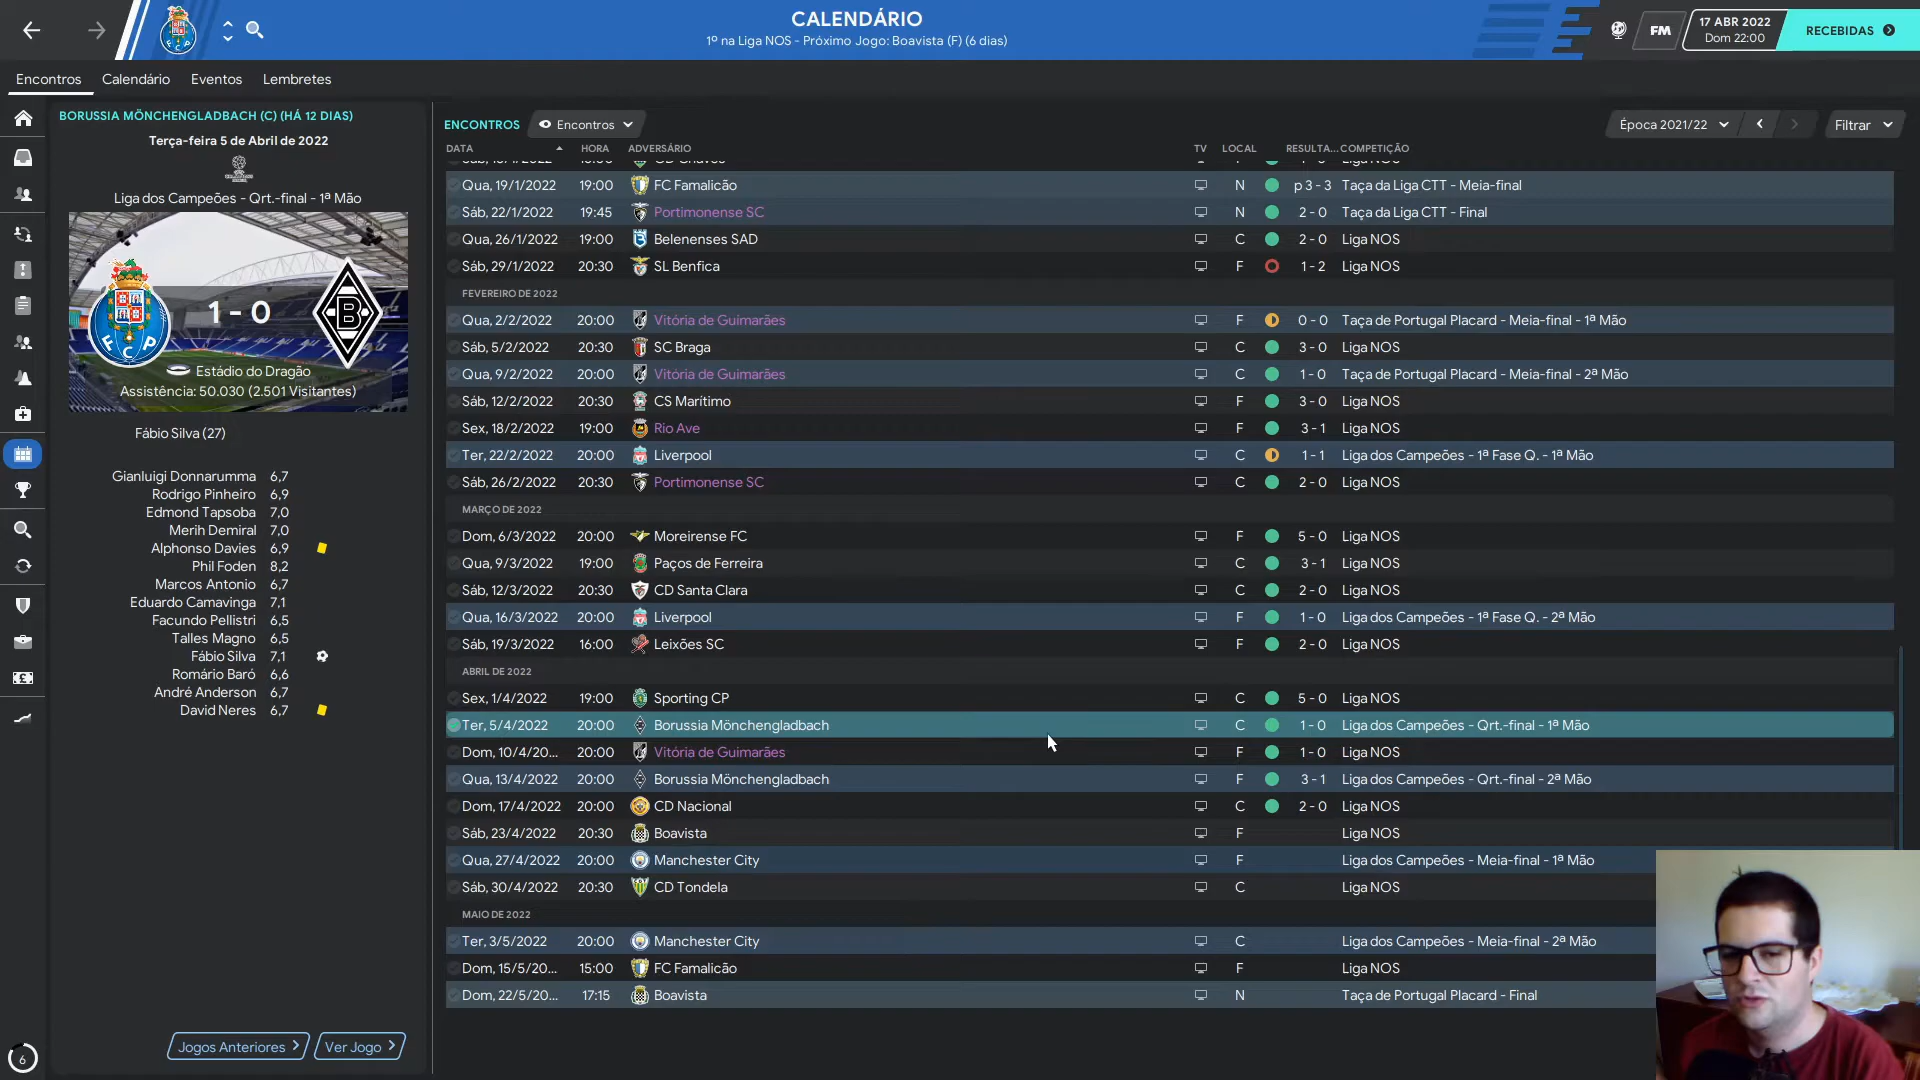 CALENDÁRIO
1º na Liga NOS - Próximo Jogo: Boavista (F) (6 dias)
FM
17 ABR 2022
Dom 22:00
RECEBIDAS
Encontros Calendário Eventos Lembretes
BORUSSIA MÖNCHENGLADBACH (C) (HÁ 12 DIAS)
Terça-feira 5 de Abril de 2022
Liga dos Campeões - Qrt.-final - 1ª Mão
1 - 0
Estádio do Dragão
Assistência: 50.030 (2.501 Visitantes)
Fábio Silva (27)
Gianluigi Donnarumma 6,7
Rodrigo Pinheiro 6,9
Edmond Tapsoba 7,0
Merih Demiral 7,0
Alphonso Davies 6,9
Phil Foden 8,2
Marcos Antonio 6,7
Eduardo Camavinga 7,1
Facundo Pellistri 6,5
Talles Magno 6,5
Fábio Silva 7,1
Romário Baró 6,6
André Anderson 6,7
David Neres 6,7
Jogos Anteriores
Ver Jogo
6
ENCONTROS Encontros Época 2021/22 Filtrar
DATA HORA ADVERSÁRIO TV LOCAL RESULTA... COMPETIÇÃO
Qua, 19/1/2022 19:00 FC Famalicão N p 3 - 3 Taça da Liga CTT - Meia-final
Sáb, 22/1/2022 19:45 Portimonense SC N 2 - 0 Taça da Liga CTT - Final
Qua, 26/1/2022 19:00 Belenenses SAD C 2 - 0 Liga NOS
Sáb, 29/1/2022 20:30 SL Benfica F 1 - 2 Liga NOS
FEVEREIRO DE 2022
Qua, 2/2/2022 20:00 Vitória de Guimarães F 0 - 0 Taça de Portugal Placard - Meia-final - 1ª Mão
Sáb, 5/2/2022 20:30 SC Braga C 3 - 0 Liga NOS
Qua, 9/2/2022 20:00 Vitória de Guimarães C 1 - 0 Taça de Portugal Placard - Meia-final - 2ª Mão
Sáb, 12/2/2022 20:30 CS Marítimo F 3 - 0 Liga NOS
Sex, 18/2/2022 19:00 Rio Ave F 3 - 1 Liga NOS
Ter, 22/2/2022 20:00 Liverpool C 1 - 1 Liga dos Campeões - 1ª Fase Q. - 1ª Mão
Sáb, 26/2/2022 20:30 Portimonense SC C 2 - 0 Liga NOS
MARÇO DE 2022
Dom, 6/3/2022 20:00 Moreirense FC F 5 - 0 Liga NOS
Qua, 9/3/2022 19:00 Paços de Ferreira C 3 - 1 Liga NOS
Sáb, 12/3/2022 20:30 CD Santa Clara C 2 - 0 Liga NOS
Qua, 16/3/2022 20:00 Liverpool F 1 - 0 Liga dos Campeões - 1ª Fase Q. - 2ª Mão
Sáb, 19/3/2022 16:00 Leixões SC F 2 - 0 Liga NOS
ABRIL DE 2022
Sex, 1/4/2022 19:00 Sporting CP C 5 - 0 Liga NOS
Ter, 5/4/2022 20:00 Borussia Mönchengladbach C 1 - 0 Liga dos Campeões - Qrt.-final - 1ª Mão
Dom, 10/4/20... 20:00 Vitória de Guimarães F 1 - 0 Liga NOS
Qua, 13/4/2022 20:00 Borussia Mönchengladbach F 3 - 1 Liga dos Campeões - Qrt.-final - 2ª Mão
Dom, 17/4/2022 20:00 CD Nacional C 2 - 0 Liga NOS
Sáb, 23/4/2022 20:30 Boavista F Liga NOS
Qua, 27/4/2022 20:00 Manchester City F Liga dos Campeões - Meia-final - 1ª Mão
Sáb, 30/4/2022 20:30 CD Tondela C Liga NOS
MAIO DE 2022
Ter, 3/5/2022 20:00 Manchester City C Liga dos Campeões - Meia-final - 2ª Mão
Dom, 15/5/20... 15:00 FC Famalicão F Liga NOS
Dom, 22/5/20... 17:15 Boavista N Taça de Portugal Placard - Final